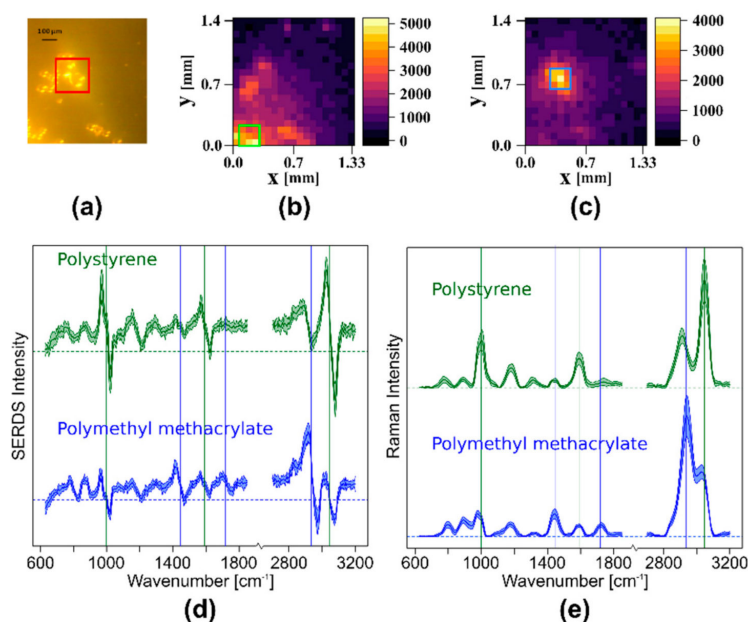 100 μm
1.4
0.7
0.0
y [mm]
0.0 0.7 1.33
x [mm]
5000
4000
3000
2000
1000
0
1.4
0.7
0.0
y [mm]
0.0 0.7 1.33
x [mm]
4000
3000
2000
1000
0
(a) (b) (c)
Polystyrene
Polymethyl methacrylate
SERDS Intensity
600 1000 1400 1800 2800 3200
Wavenumber [cm⁻¹]
(d)
Polystyrene
Polymethyl methacrylate
Raman Intensity
600 1000 1400 1800 2800 3200
Wavenumber [cm⁻¹]
(e)